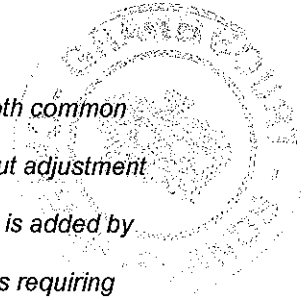 oth common
ut adjustment
is added by
s requiring